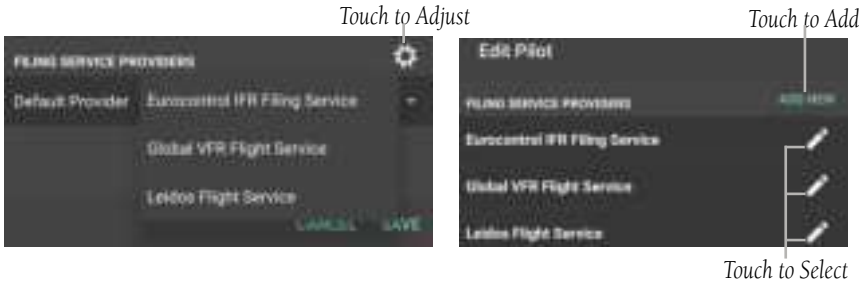 Touch to Adjust
FILING SERVICE PROVIDERS
Default Provider
Eurocontrol IFR Filing Service
Global VFR Flight Service
Leidos Flight Service
CANCEL
SAVE
Touch to Add
Edit Pilot
FILING SERVICE PROVIDERS
ADD NEW
Eurocontrol IFR Filing Service
Global VFR Flight Service
Leidos Flight Service
Touch to Select